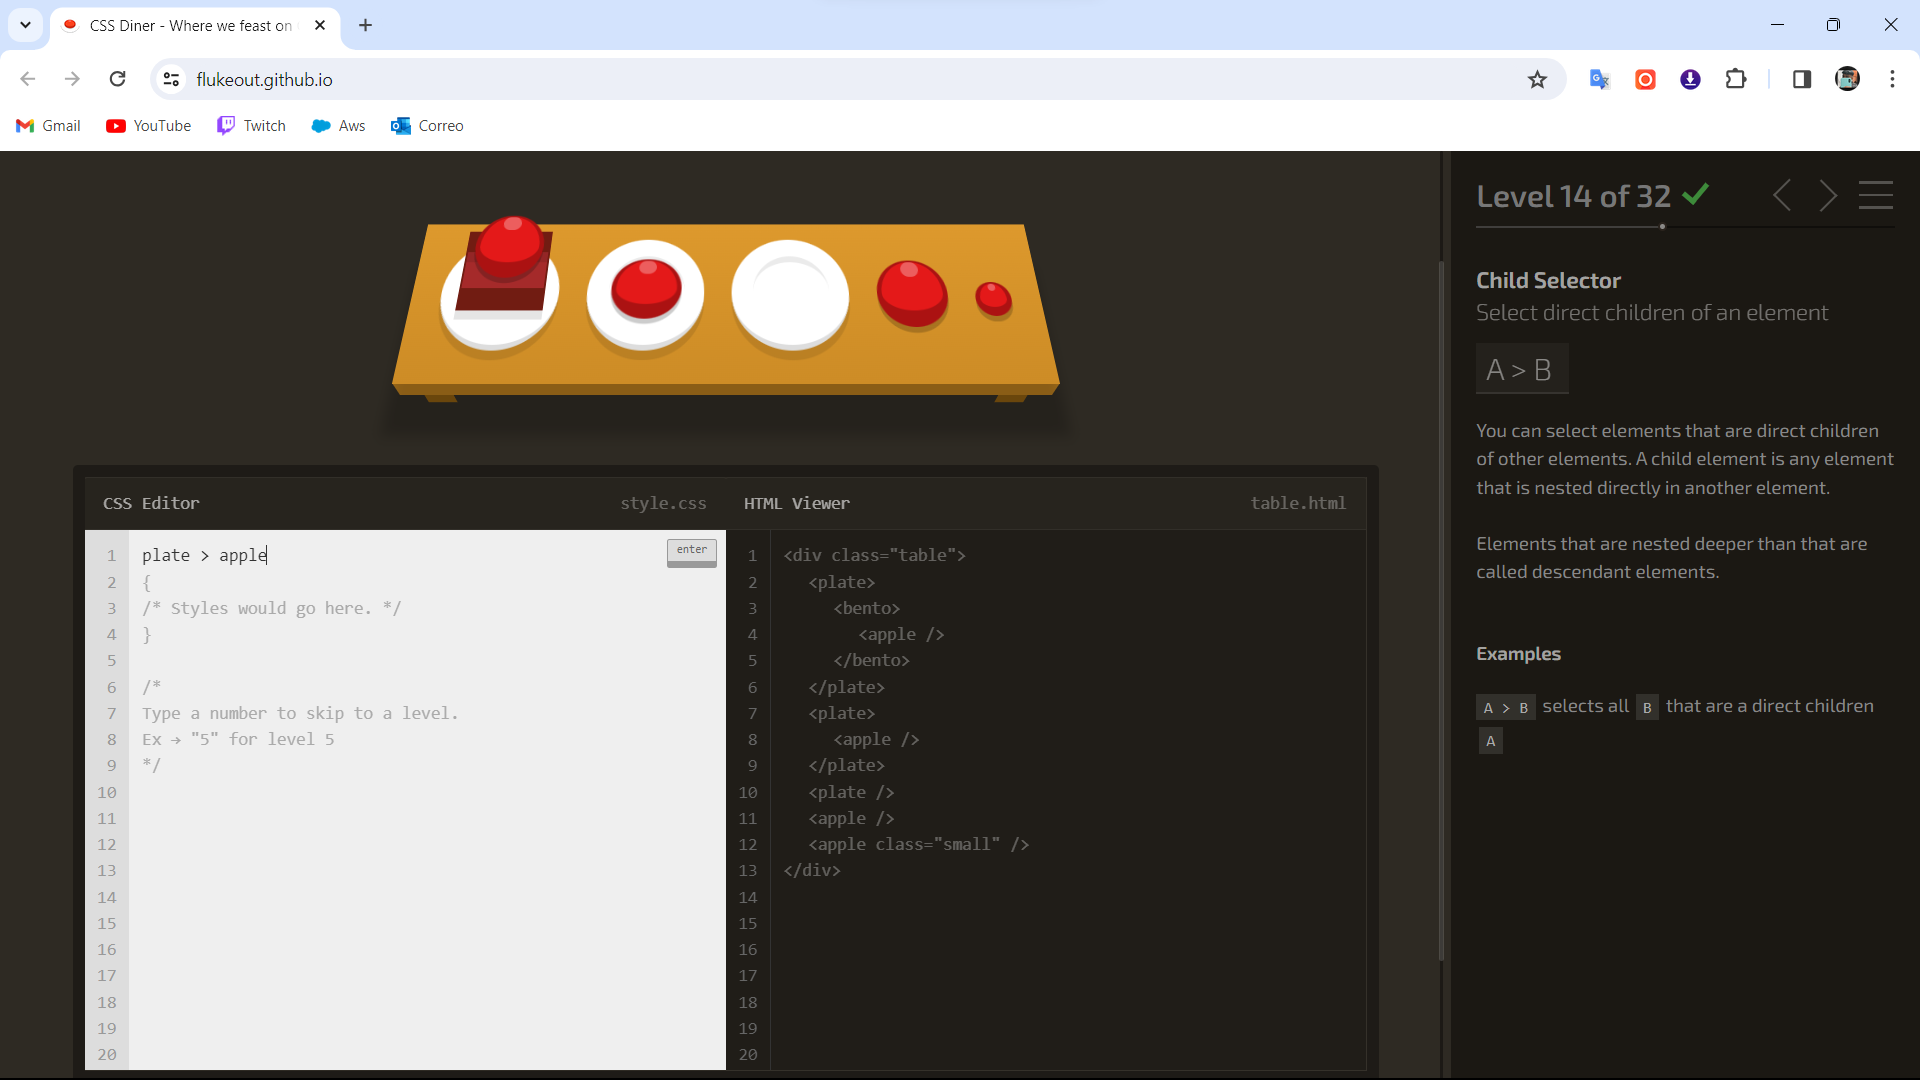 CSS Diner - Where we feast on
flukeout.github.io
Gmail YouTube Twitch Aws Correo
Level 14 of 32
Child Selector
Select direct children of an element
A > B
You can select elements that are direct children
of other elements. A child element is any element
that is nested directly in another element.
Elements that are nested deeper than that are
called descendant elements.
Examples
A > B selects all B that are a direct children
A
CSS Editor style.css
enter
1 plate > apple
2 {
3 /* Styles would go here. */
4 }
5
6 /*
7 Type a number to skip to a level.
8 Ex → "5" for level 5
9 */
10
11
12
13
14
15
16
17
18
19
20
HTML Viewer table.html
1 <div class="table">
2 <plate>
3 <bento>
4 <apple />
5 </bento>
6 </plate>
7 <plate>
8 <apple />
9 </plate>
10 <plate />
11 <apple />
12 <apple class="small" />
13 </div>
14
15
16
17
18
19
20